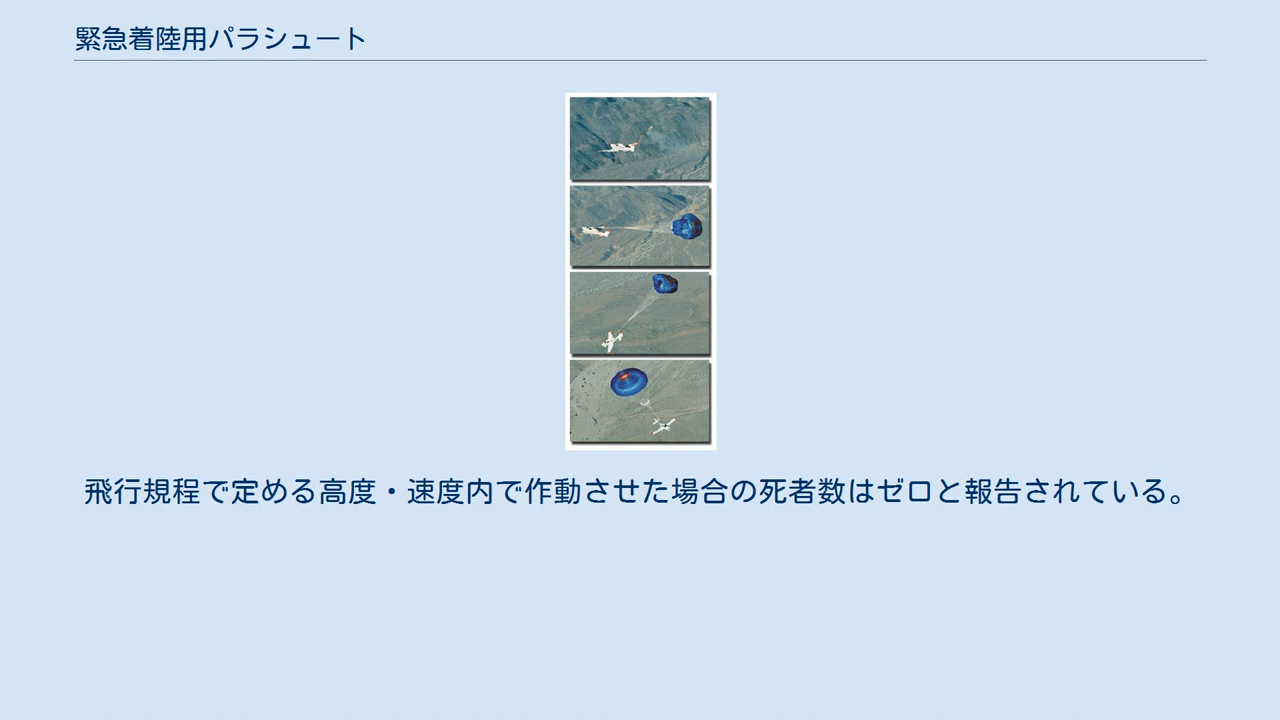 緊急着陸用パラシュート
飛行規程で定める高度・速度内で作動させた場合の死者数はゼロと報告されている。